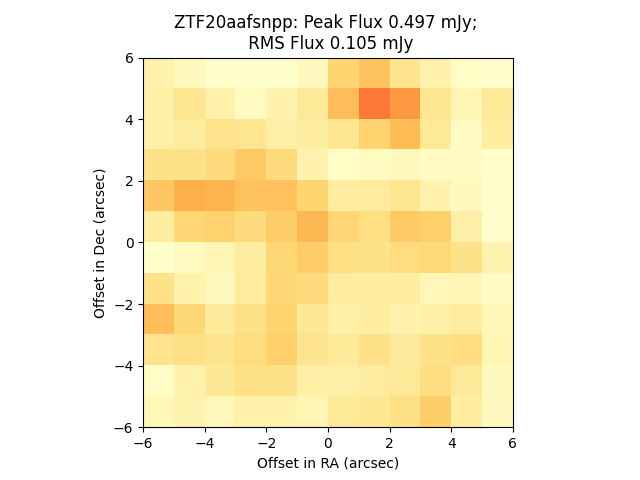 ZTF20aafsnpp: Peak Flux 0.497 mJy;
RMS Flux 0.105 mJy
6
4
2
0
−2
−4
−6
Offset in Dec (arcsec)
−6 −4 −2 0 2 4 6
Offset in RA (arcsec)